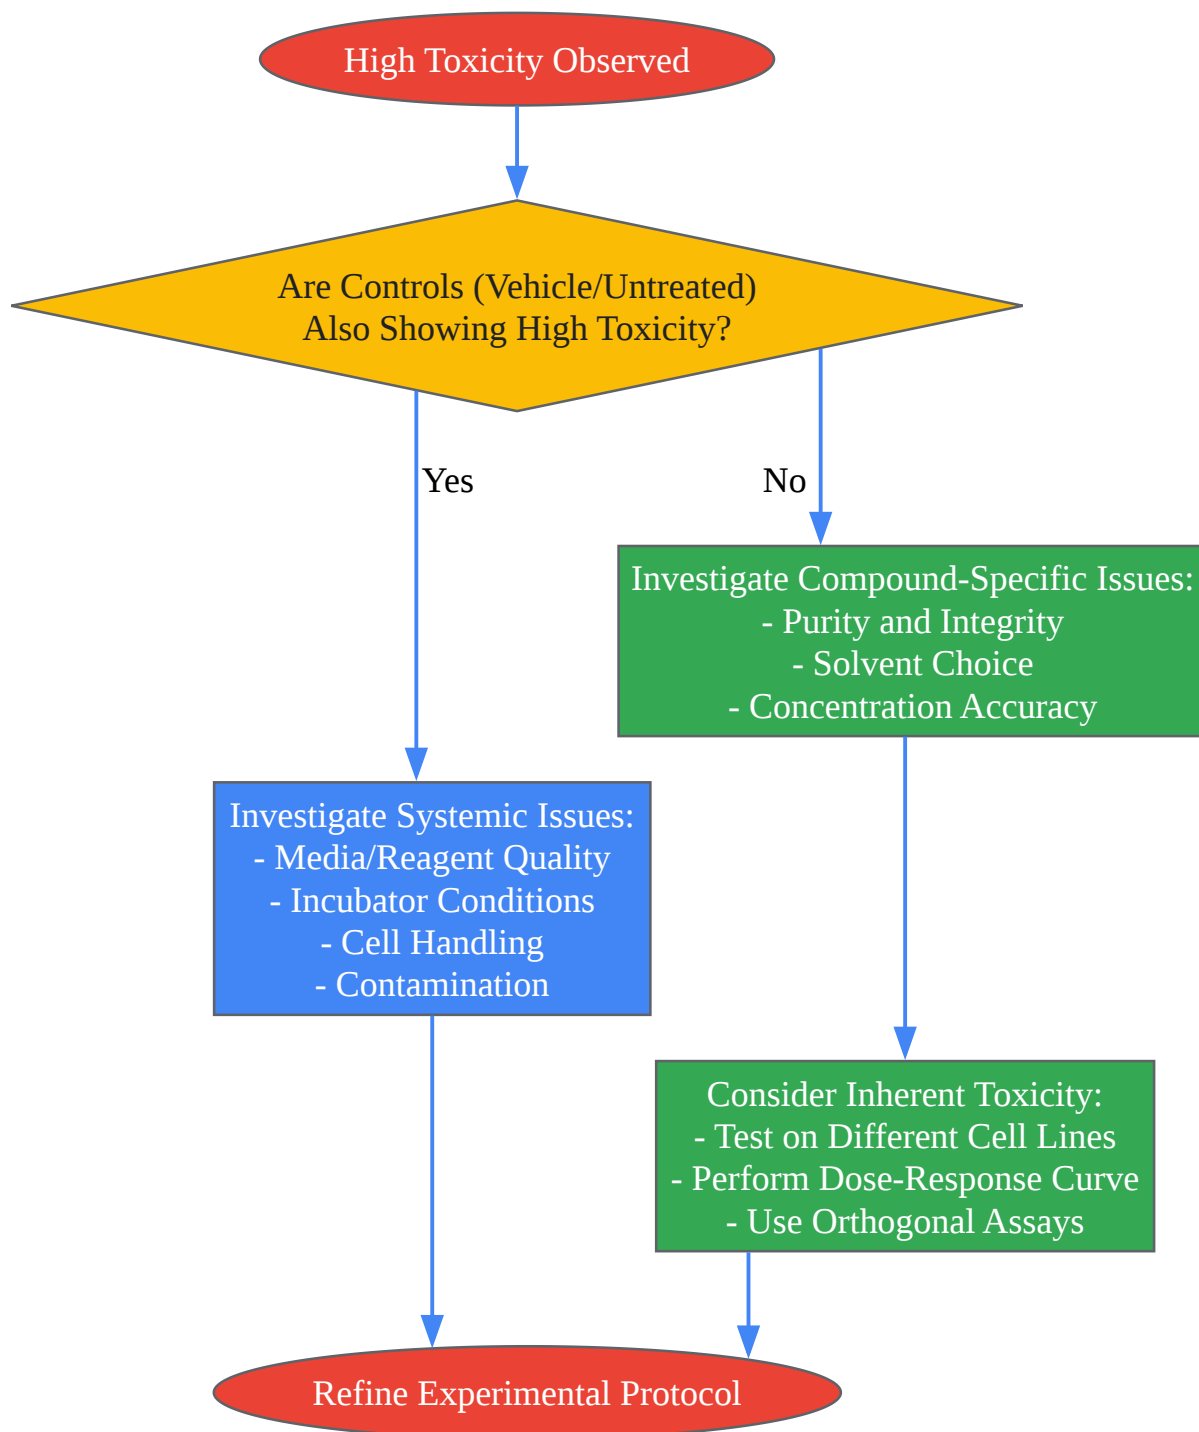 High Toxicity Observed
Are Controls (Vehicle/Untreated)
Also Showing High Toxicity?
Yes
No
Investigate Compound-Specific Issues:
- Purity and Integrity
- Solvent Choice
- Concentration Accuracy
Investigate Systemic Issues:
- Media/Reagent Quality
- Incubator Conditions
- Cell Handling
- Contamination
Consider Inherent Toxicity:
- Test on Different Cell Lines
- Perform Dose-Response Curve
- Use Orthogonal Assays
Refine Experimental Protocol